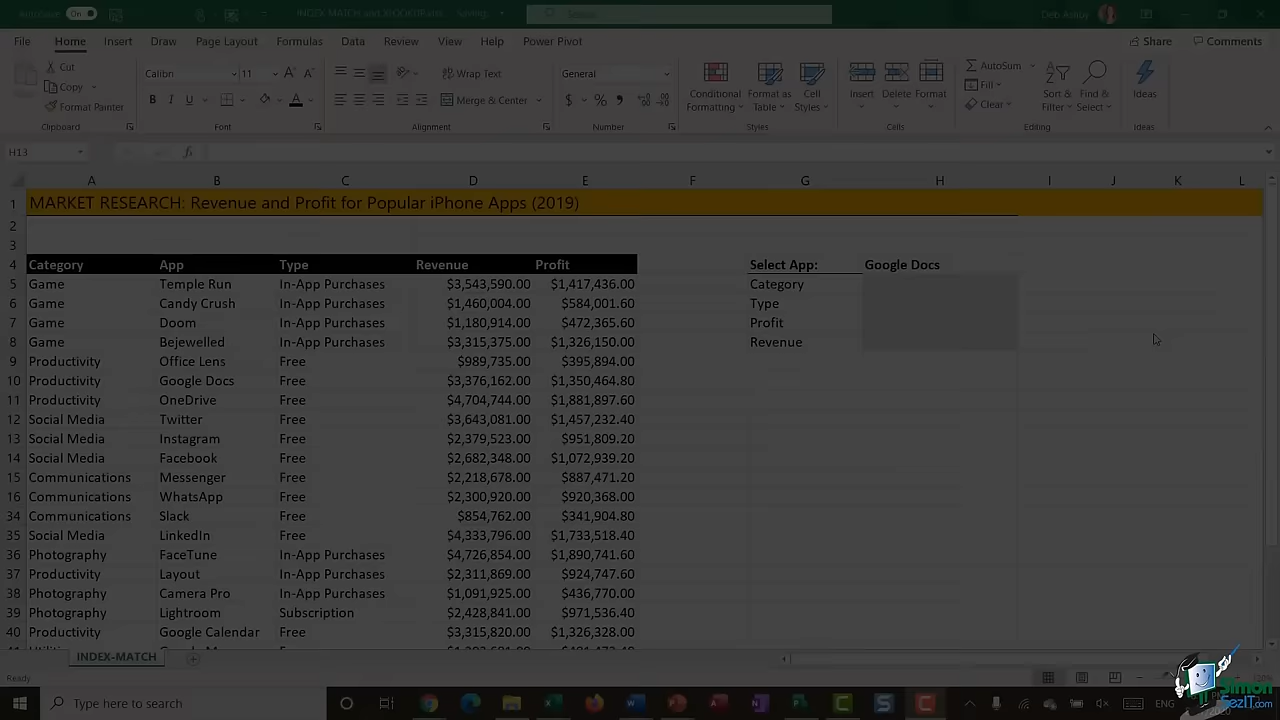 AutoSave On INDEX-MATCH and XLOOKUP.xlsx - Saving... Search Deb Ashby
File Home Insert Draw Page Layout Formulas Data Review View Help Power Pivot Share Comments
Cut
Copy
Format Painter
Clipboard
Calibri 11
B I U
Font
Wrap Text
Merge & Center
Alignment
General
Number
Conditional Formatting
Format as Table
Cell Styles
Styles
Insert Delete Format
Cells
AutoSum
Fill
Clear
Sort & Filter
Find & Select
Editing
Ideas
Ideas
H13
A B C D E F G H I J K L
1 MARKET RESEARCH: Revenue and Profit for Popular iPhone Apps (2019)
2
3
4 Category App Type Revenue Profit Select App: Google Docs
5 Game Temple Run In-App Purchases $3,543,590.00 $1,417,436.00 Category
6 Game Candy Crush In-App Purchases $1,460,004.00 $584,001.60 Type
7 Game Doom In-App Purchases $1,180,914.00 $472,365.60 Profit
8 Game Bejewelled In-App Purchases $3,315,375.00 $1,326,150.00 Revenue
9 Productivity Office Lens Free $989,735.00 $395,894.00
10 Productivity Google Docs Free $3,376,162.00 $1,350,464.80
11 Productivity OneDrive Free $4,704,744.00 $1,881,897.60
12 Social Media Twitter Free $3,643,081.00 $1,457,232.40
13 Social Media Instagram Free $2,379,523.00 $951,809.20
14 Social Media Facebook Free $2,682,348.00 $1,072,939.20
15 Communications Messenger Free $2,218,678.00 $887,471.20
16 Communications WhatsApp Free $2,300,920.00 $920,368.00
34 Communications Slack Free $854,762.00 $341,904.80
35 Social Media LinkedIn Free $4,333,796.00 $1,733,518.40
36 Photography FaceTune In-App Purchases $4,726,854.00 $1,890,741.60
37 Productivity Layout In-App Purchases $2,311,869.00 $924,747.60
38 Photography Camera Pro In-App Purchases $1,091,925.00 $436,770.00
39 Photography Lightroom Subscription $2,428,841.00 $971,536.40
40 Productivity Google Calendar Free $3,315,820.00 $1,326,328.00
INDEX-MATCH
Ready
Type here to search
ENG
Simon SezIT.com